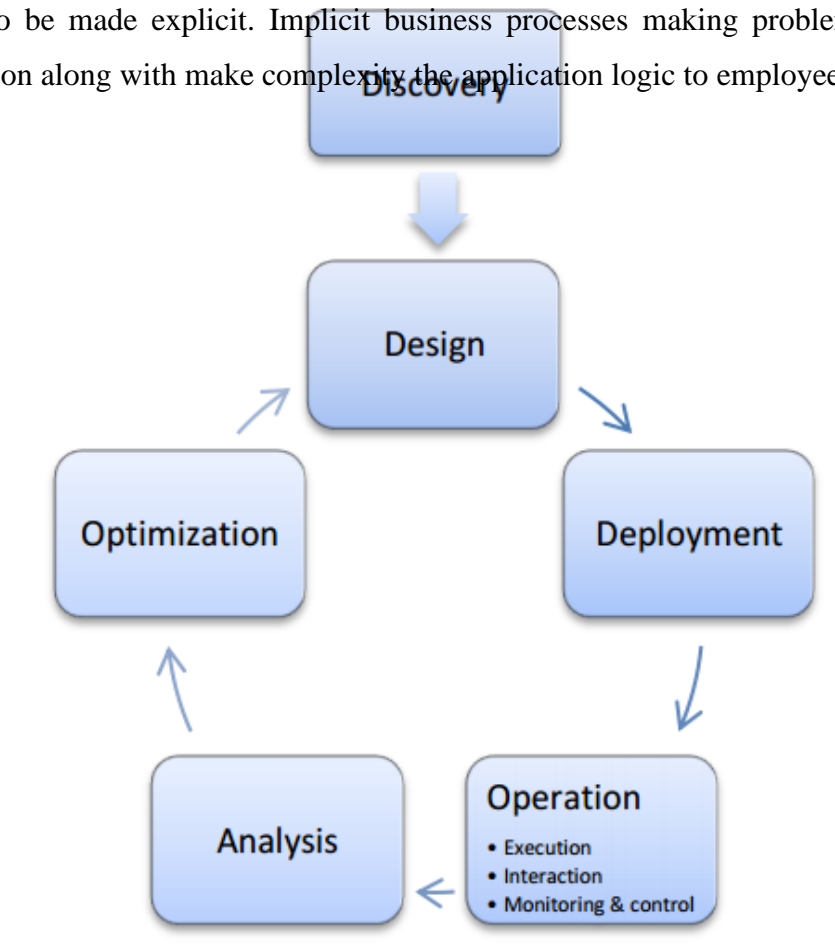 o be made explicit. Implicit business processes making proble
on along with make complexity the application logic to employee
Discovery
Design
Optimization
Deployment
Operation
Analysis
• Execution
• Interaction
• Monitoring & control